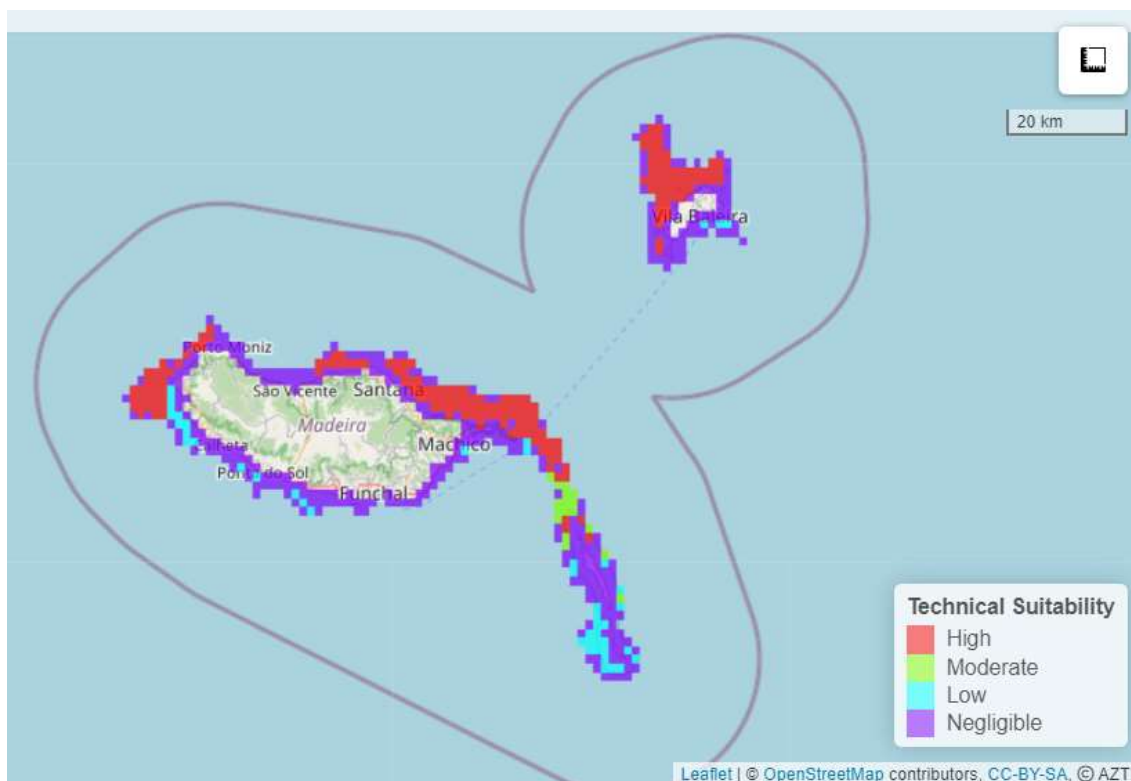 20 km
Vila Baleira
Porto Moniz
São Vicente
Santana
Madeira
Machico
Calheta
Ponta do Sol
Funchal
Technical Suitability
High
Moderate
Low
Negligible
Leaflet | © OpenStreetMap contributors, CC-BY-SA, © AZT